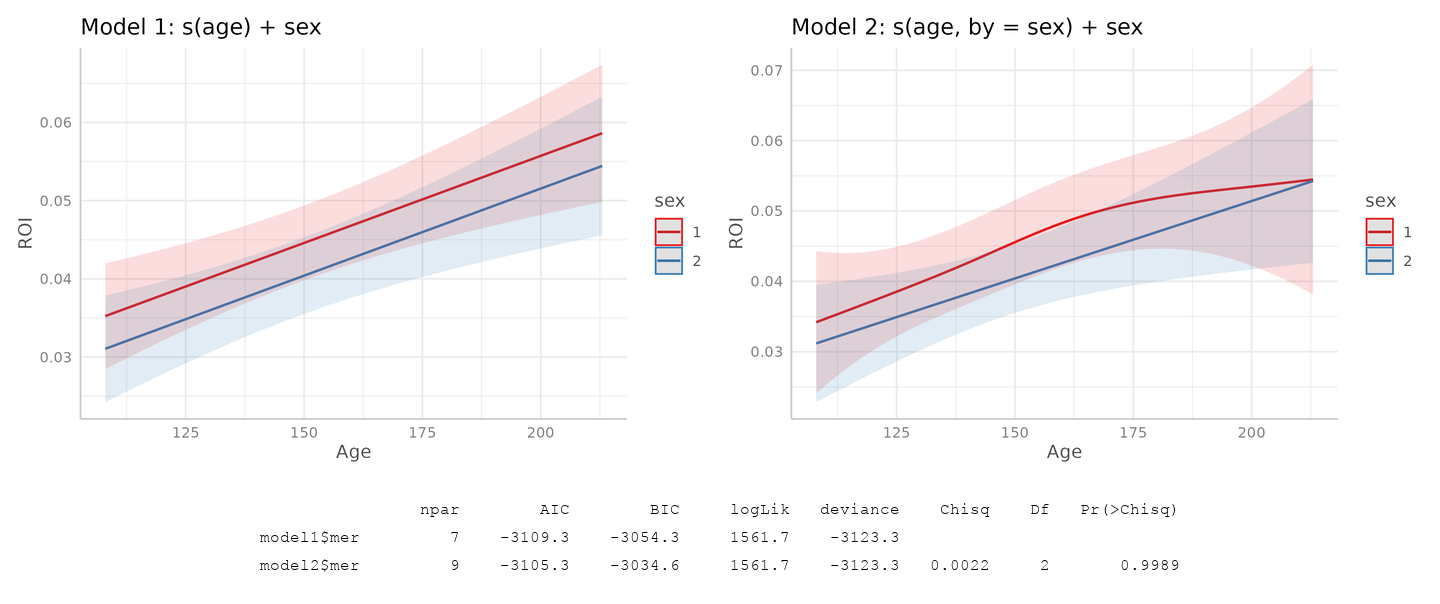 Model 1: s(age) + sex
0.06
0.05
0.04
0.03
ROI
125 150 175 200
Age
sex
1
2
Model 2: s(age, by = sex) + sex
0.07
0.06
0.05
0.04
0.03
ROI
125 150 175 200
Age
sex
1
2
npar AIC BIC logLik deviance Chisq Df Pr(>Chisq)
model1$mer 7 -3109.3 -3054.3 1561.7 -3123.3
model2$mer 9 -3105.3 -3034.6 1561.7 -3123.3 0.0022 2 0.9989